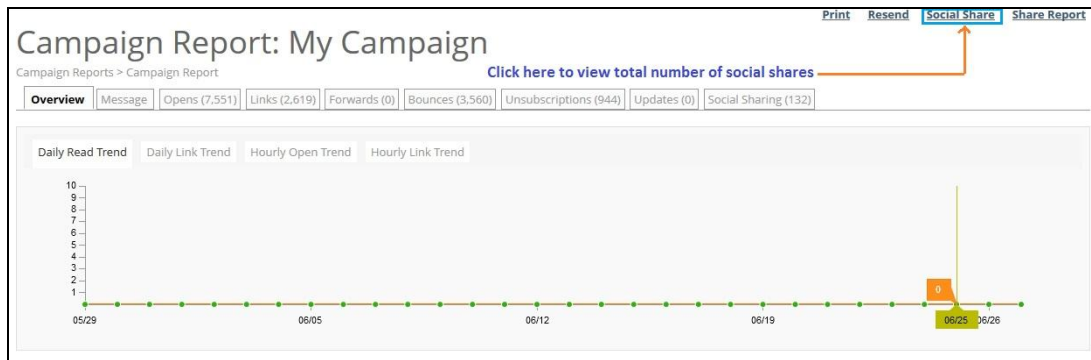 Print Resend Social Share Share Report
Campaign Report: My Campaign
Campaign Reports > Campaign Report
Click here to view total number of social shares
Overview Message Opens (7,551) Links (2,619) Forwards (0) Bounces (3,560) Unsubscriptions (944) Updates (0) Social Sharing (132)
Daily Read Trend Daily Link Trend Hourly Open Trend Hourly Link Trend
10
9
8
7
6
5
4
3
2
1
0
05/29 06/05 06/12 06/19 06/25 06/26